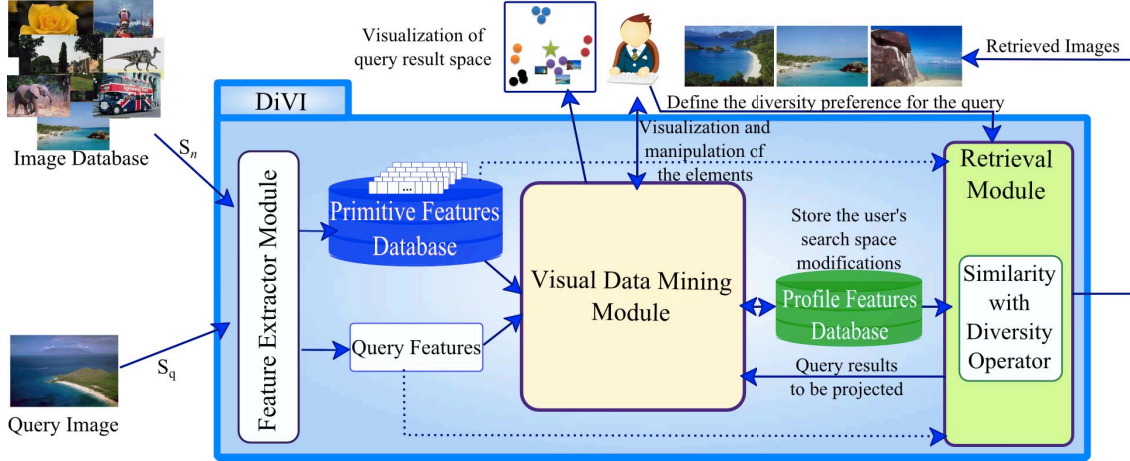 Visualization of
query result space
Retrieved Images
DiVI
Define the diversity preference for the query
Image Database
Sn
Visualization and
manipulation of
the elements
Retrieval
Module
Feature Extractor Module
...
Primitive Features
Database
Visual Data Mining
Module
Store the user's
search space
modifications
Profile Features
Database
Similarity
with
Diversity
Operator
Query Features
Sq
Query results
to be projected
Query Image